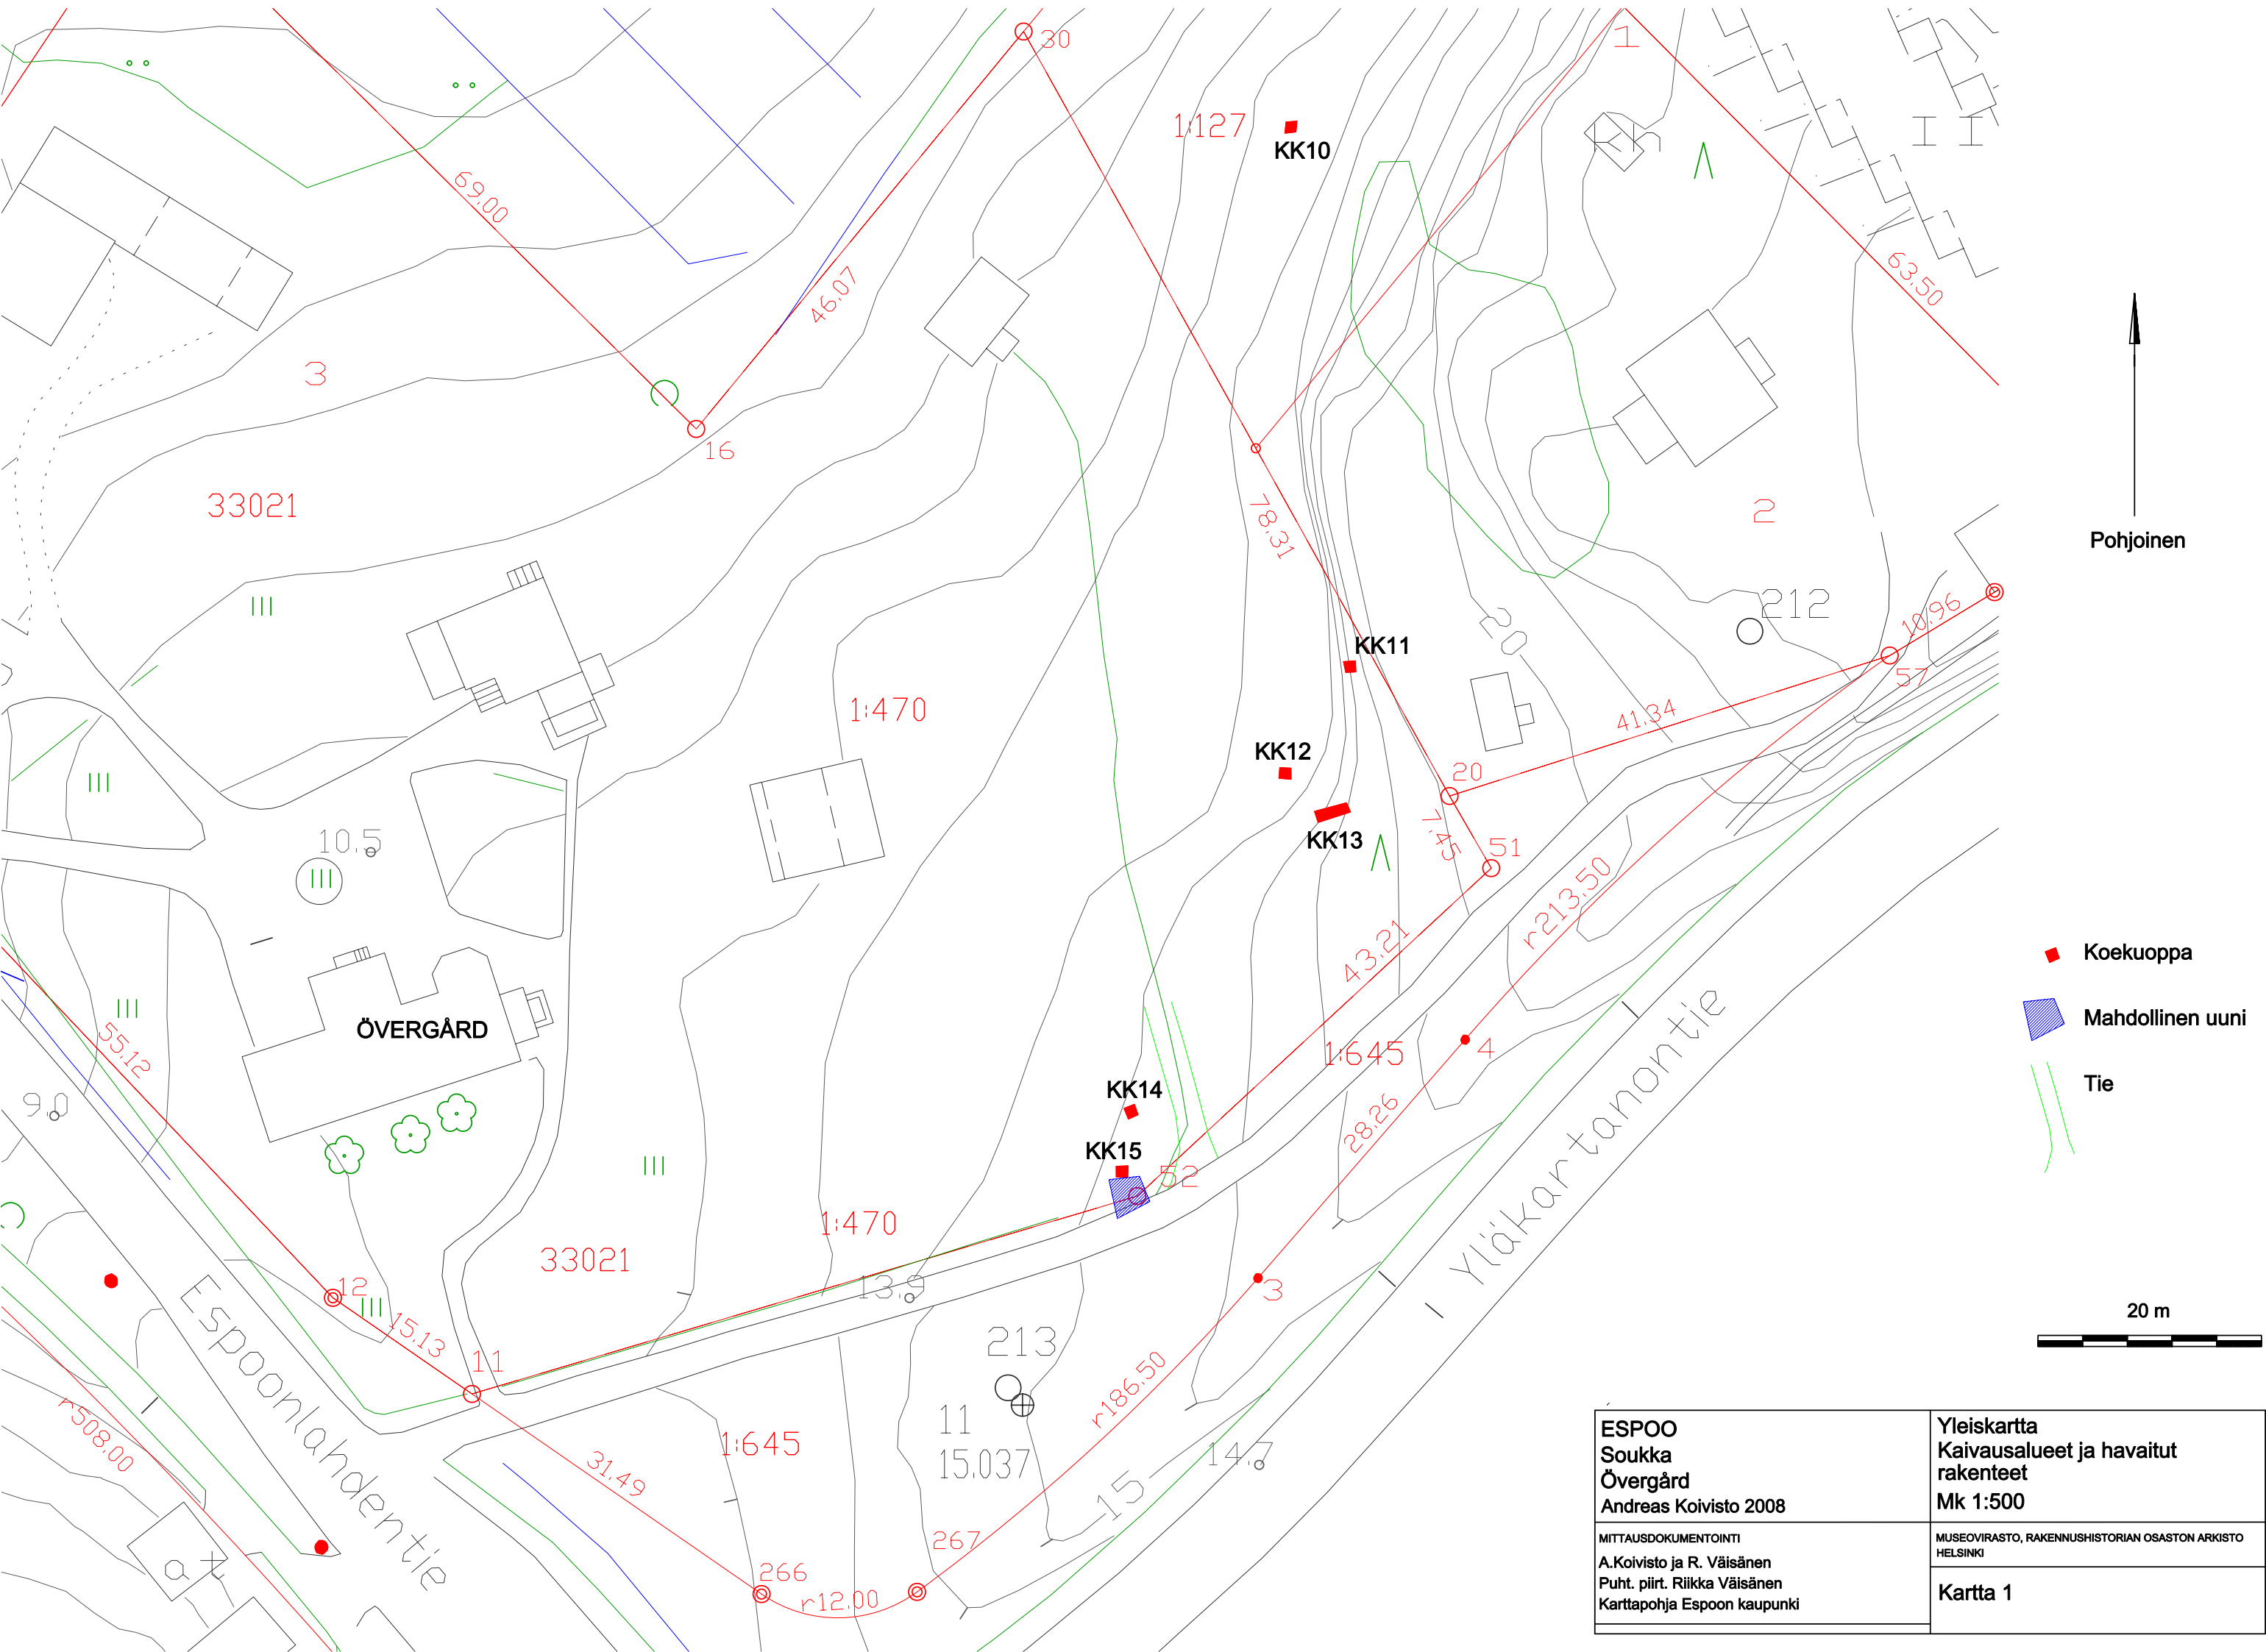 30
1
1:127
KK10
I I
69.00
46.07
63.50
3
16
33021
78.31
2
Pohjoinen
212
10.96
20
KK11
57
1:470
41.34
KK12
20
KK13
7.45
51
10.5
r213.50
43.21
Koekuoppa
ÖVERGÅRD
Mahdollinen uuni
55.12
1:645
4
Tie
9.0
KK14
28.26
Yläkartanontie
KK15
52
1:470
33021
13.9
12
3
15.13
Espoonlahdentie
20 m
11
213
r186.50
r508.00
11
15.037
1:645
14.7
15
31.49
267
266
r12.00
at
ESPOO
Soukka
Övergård
Andreas Koivisto 2008
Yleiskartta
Kaivausalueet ja havaitut
rakenteet
Mk 1:500
MITTAUSDOKUMENTOINTI
A.Koivisto ja R. Väisänen
Puht. piirt. Riikka Väisänen
Karttapohja Espoon kaupunki
MUSEOVIRASTO, RAKENNUSHISTORIAN OSASTON ARKISTO
HELSINKI
Kartta 1